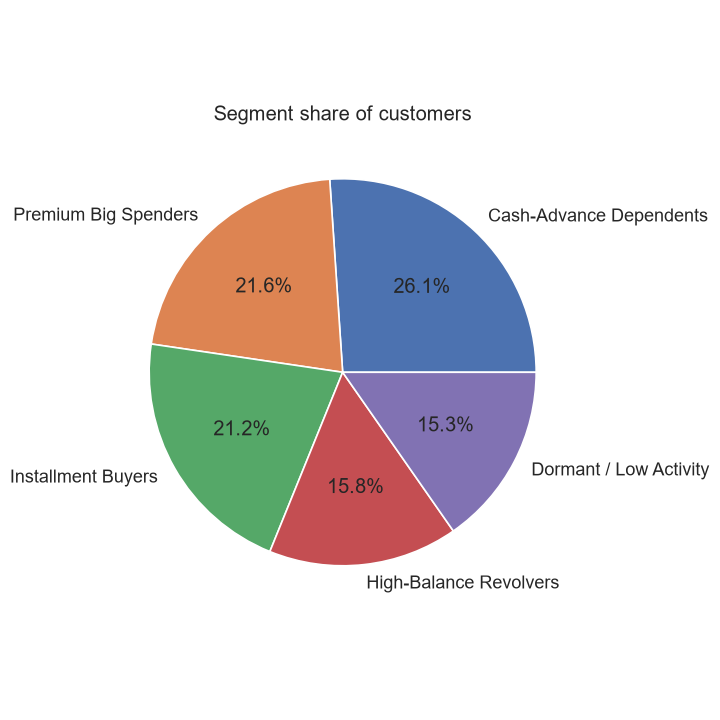 Segment share of customers
Premium Big Spenders
Cash-Advance Dependents
21.6%
26.1%
21.2%
15.3%
Installment Buyers
Dormant / Low Activity
15.8%
High-Balance Revolvers